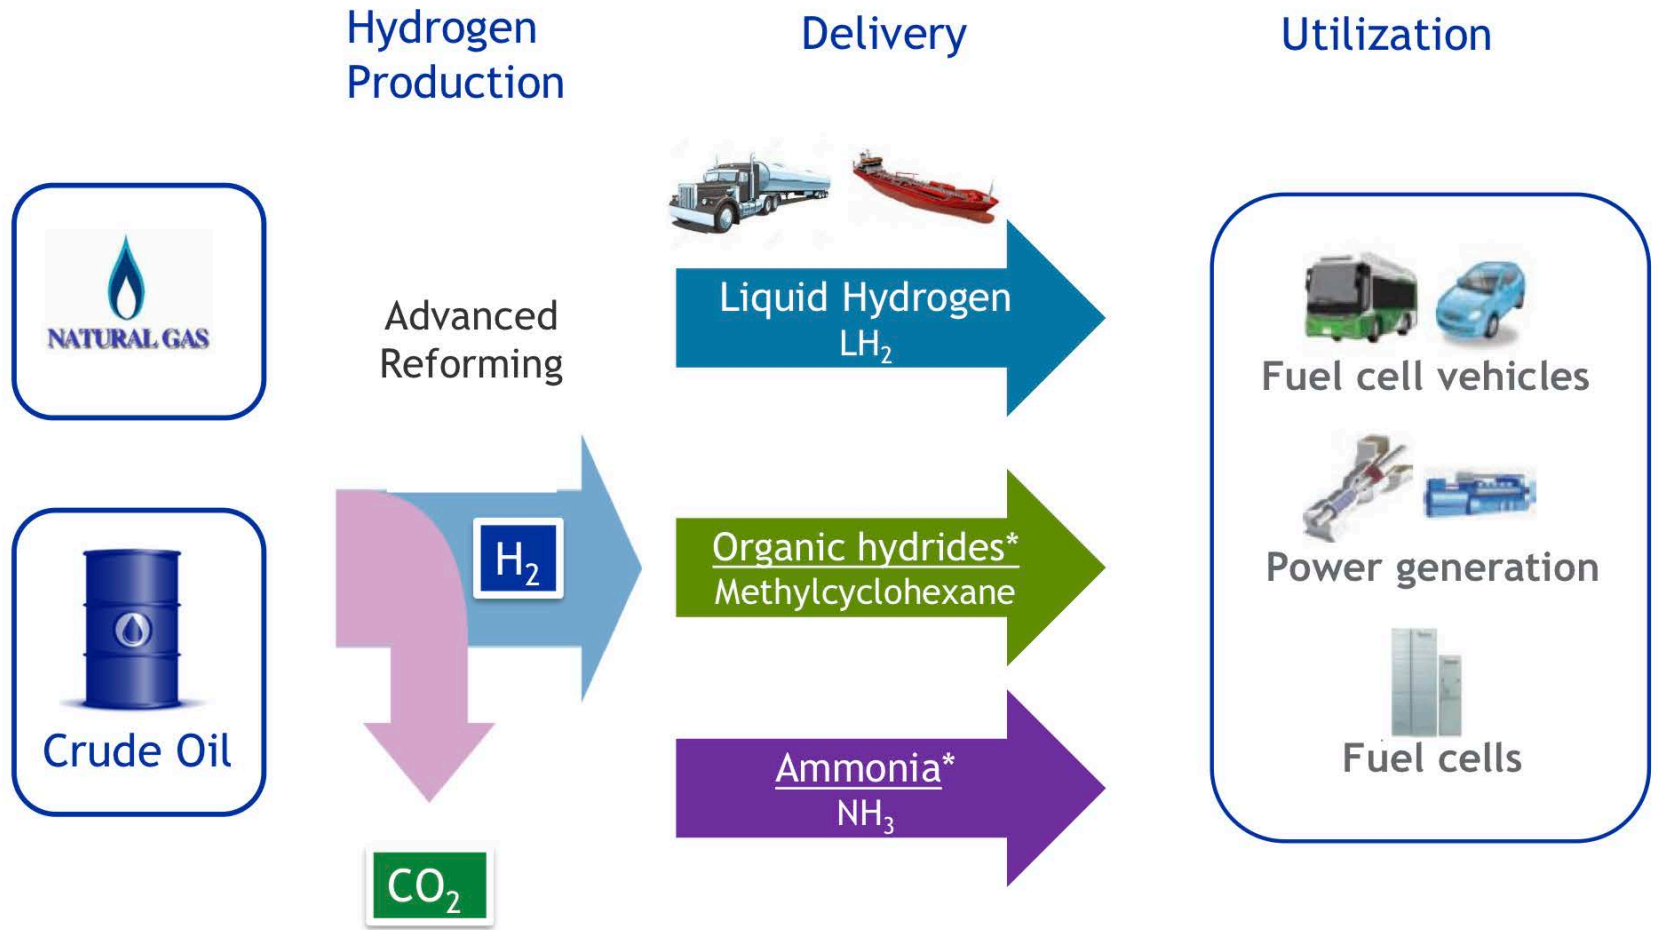 Hydrogen
Production
Delivery
Utilization
NATURAL GAS
Crude Oil
Advanced
Reforming
H₂
CO₂
Liquid Hydrogen
LH₂
Organic hydrides*
Methylcyclohexane
Ammonia*
NH₃
Fuel cell vehicles
Power generation
Fuel cells